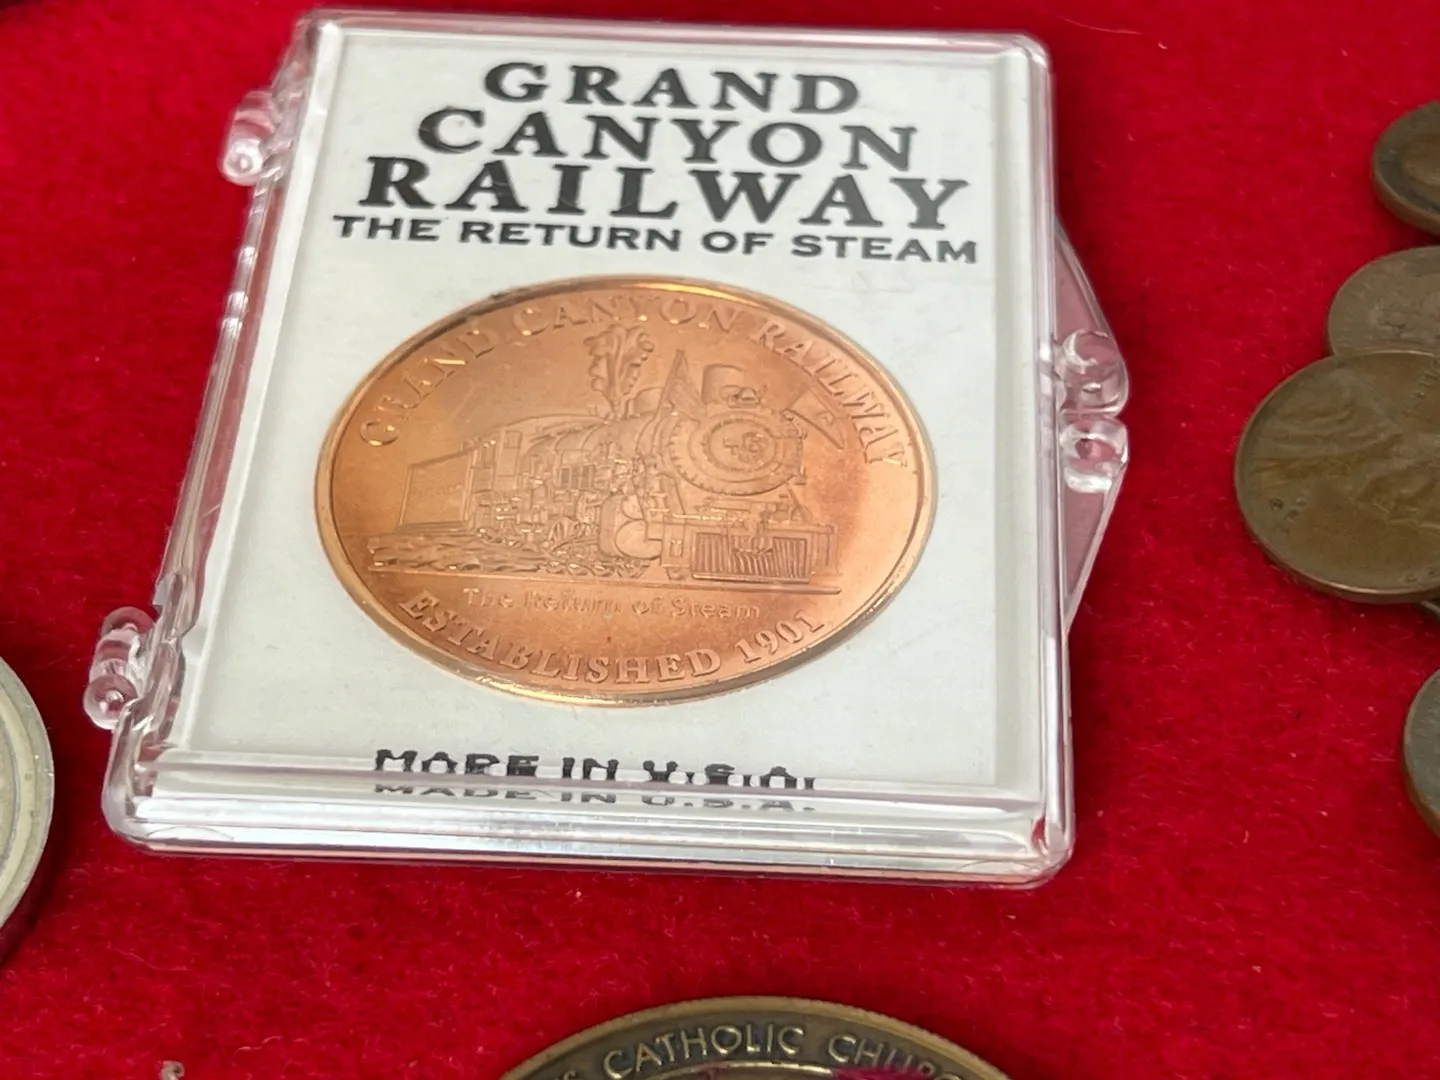 GRAND
CANYON
RAILWAY
THE RETURN OF STEAM
GRAND CANYON RAILWAY
The Return of Steam
ESTABLISHED 1901
MADE IN U.S.A.
CATHOLIC